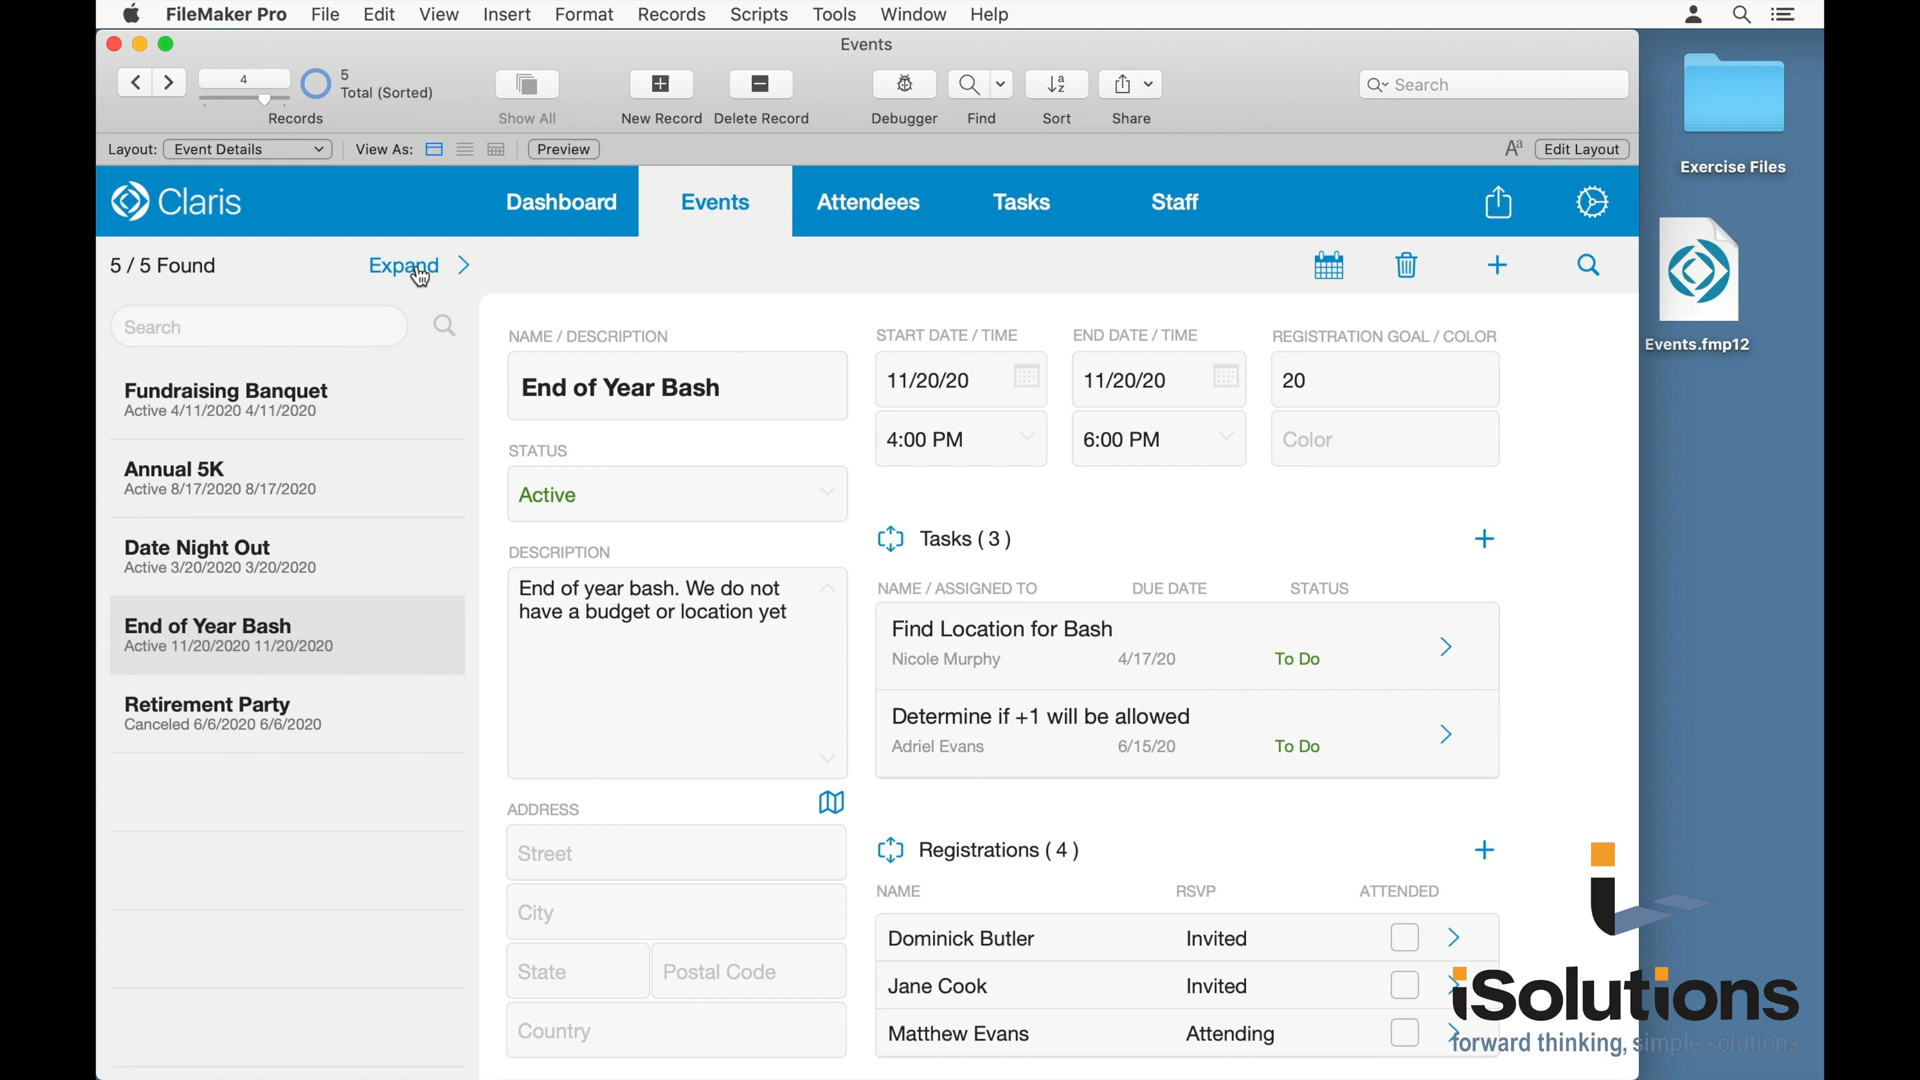 FileMaker Pro File Edit View Insert Format Records Scripts Tools Window Help
Events
4
5
Total (Sorted)
Search
Records Show All New Record Delete Record Debugger Find Sort Share
Layout: Event Details View As: Preview Aa Edit Layout
Exercise Files
Claris Dashboard Events Attendees Tasks Staff
5 / 5 Found Expand
Events.fmp12
Search
Fundraising Banquet
Active 4/11/2020 4/11/2020
Annual 5K
Active 8/17/2020 8/17/2020
Date Night Out
Active 3/20/2020 3/20/2020
End of Year Bash
Active 11/20/2020 11/20/2020
Retirement Party
Canceled 6/6/2020 6/6/2020
NAME / DESCRIPTION
End of Year Bash
STATUS
Active
DESCRIPTION
End of year bash. We do not
have a budget or location yet
ADDRESS
Street
City
State Postal Code
Country
START DATE / TIME END DATE / TIME REGISTRATION GOAL / COLOR
11/20/20 11/20/20 20
4:00 PM 6:00 PM Color
Tasks ( 3 )
NAME / ASSIGNED TO DUE DATE STATUS
Find Location for Bash
Nicole Murphy 4/17/20 To Do
Determine if +1 will be allowed
Adriel Evans 6/15/20 To Do
Registrations ( 4 )
NAME RSVP ATTENDED
Dominick Butler Invited
Jane Cook Invited
Matthew Evans Attending
iSolutions
forward thinking, simple solutions